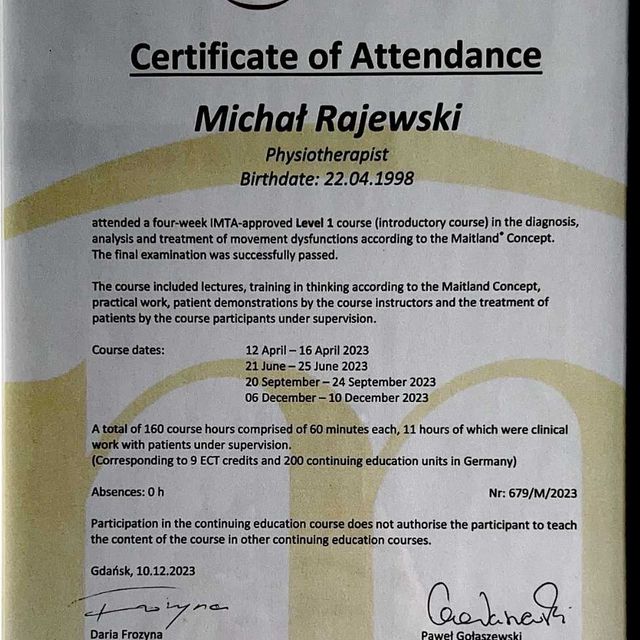 Certificate of Attendance
Michał Rajewski
Physiotherapist
Birthdate: 22.04.1998
attended a four-week IMTA-approved Level 1 course (introductory course) in the diagnosis,
analysis and treatment of movement dysfunctions according to the Maitland® Concept.
The final examination was successfully passed.
The course included lectures, training in thinking according to the Maitland Concept,
practical work, patient demonstrations by the course instructors and the treatment of
patients by the course participants under supervision.
Course dates: 12 April – 16 April 2023
21 June – 25 June 2023
20 September – 24 September 2023
06 December – 10 December 2023
A total of 160 course hours comprised of 60 minutes each, 11 hours of which were clinical
work with patients under supervision.
(Corresponding to 9 ECT credits and 200 continuing education units in Germany)
Absences: 0 h Nr: 679/M/2023
Participation in the continuing education course does not authorise the participant to teach
the content of the course in other continuing education courses.
Gdańsk, 10.12.2023
Frozyna
Daria Frozyna Paweł Gołaszewski